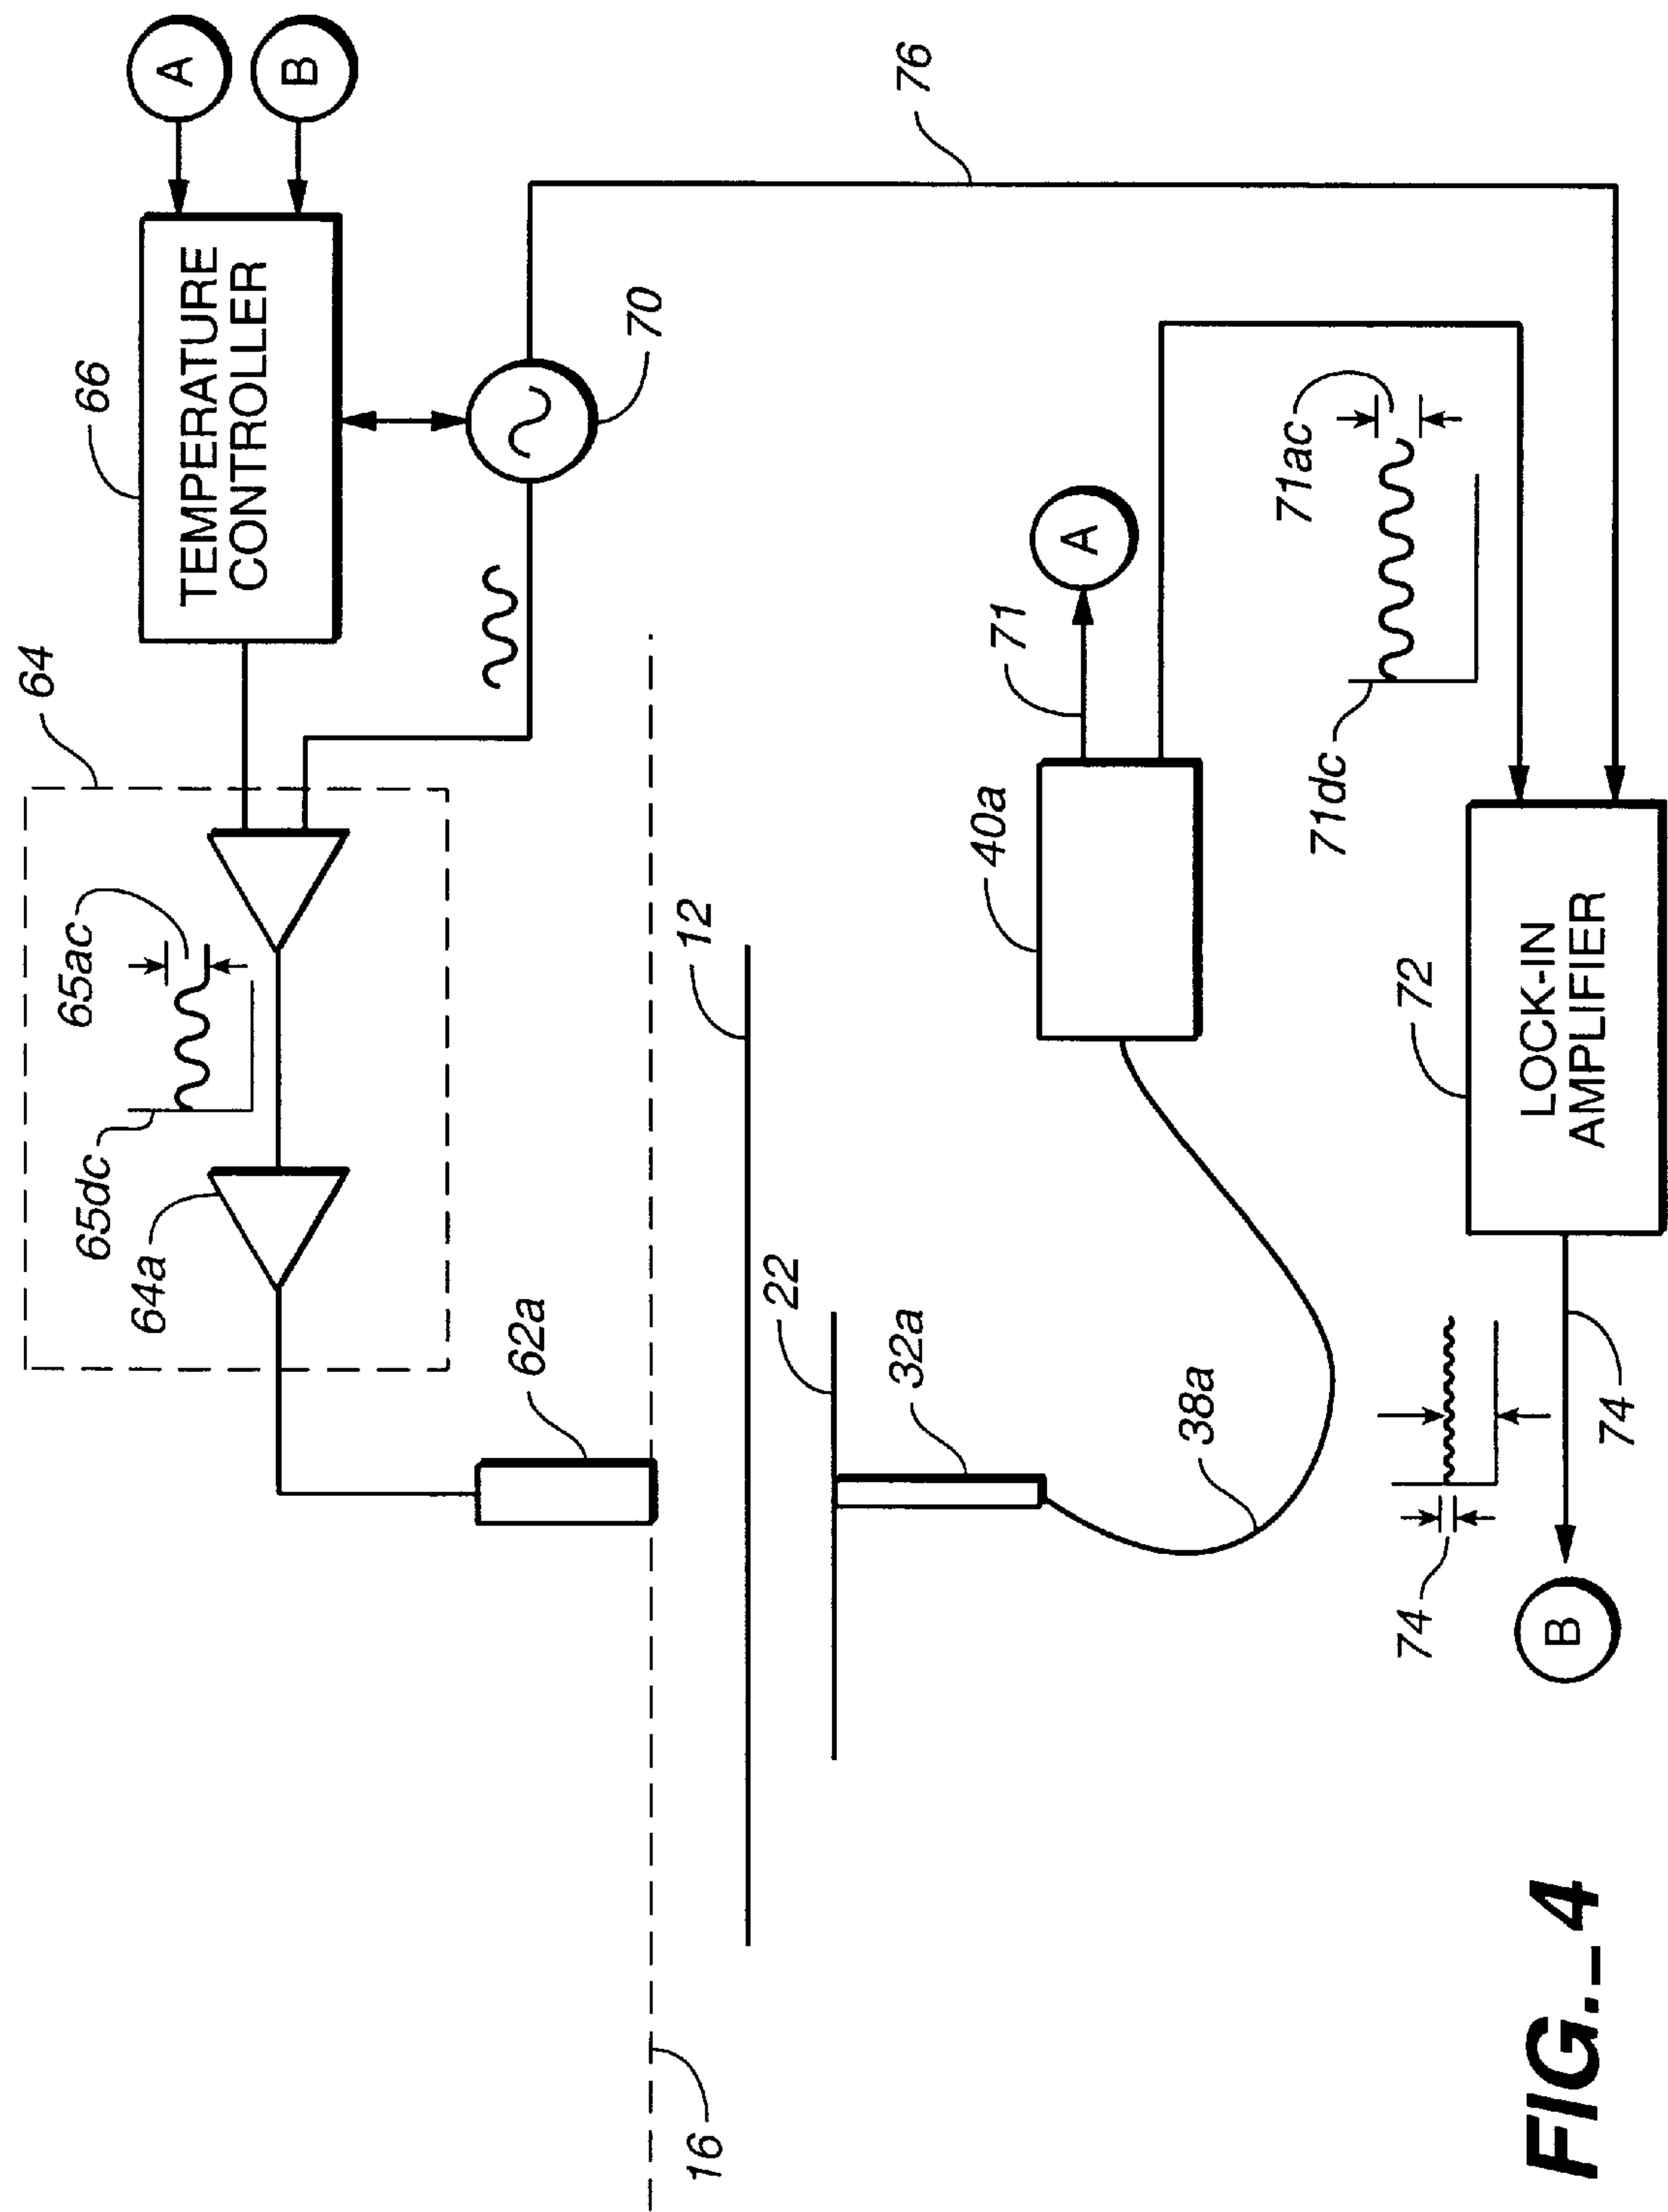 64
66
TEMPERATURE
CONTROLLER
A
B
65dc
65ac
64a
62a
70
76
16
12
22
32a
38a
40a
71
A
71dc
71ac
74
74
B
72
LOCK-IN
AMPLIFIER
FIG._4